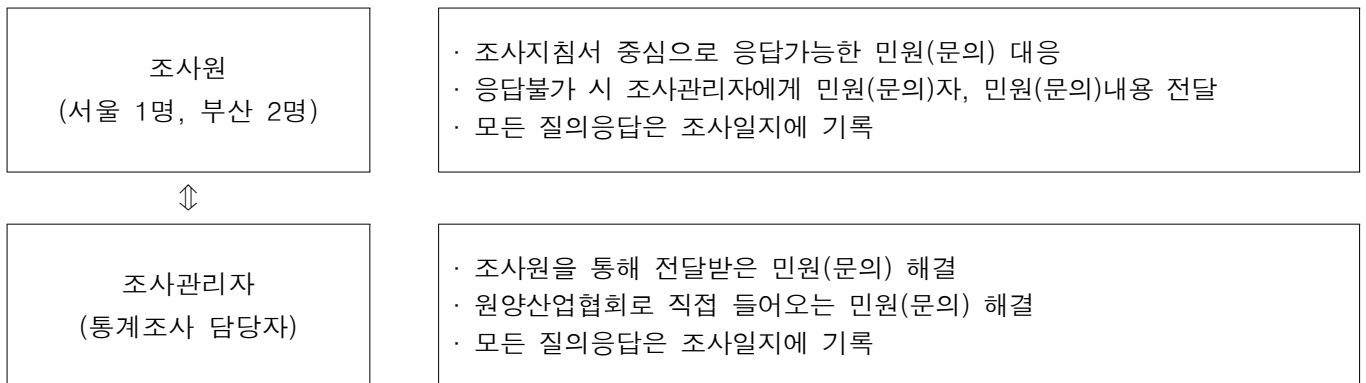 조사원
(서울 1명, 부산 2명)
· 조사지침서 중심으로 응답가능한 민원(문의) 대응
· 응답불가 시 조사관리자에게 민원(문의)자, 민원(문의)내용 전달
· 모든 질의응답은 조사일지에 기록
⇕
조사관리자
(통계조사 담당자)
· 조사원을 통해 전달받은 민원(문의) 해결
· 원양산업협회로 직접 들어오는 민원(문의) 해결
· 모든 질의응답은 조사일지에 기록